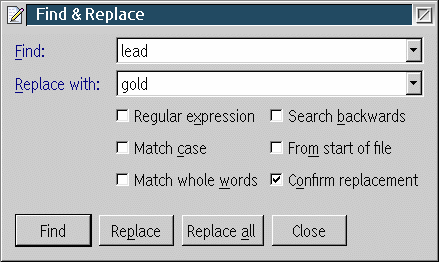 Find & Replace
Find: lead
Replace with: gold
Regular expression Search backwards
Match case From start of file
Match whole words Confirm replacement
Find Replace Replace all Close